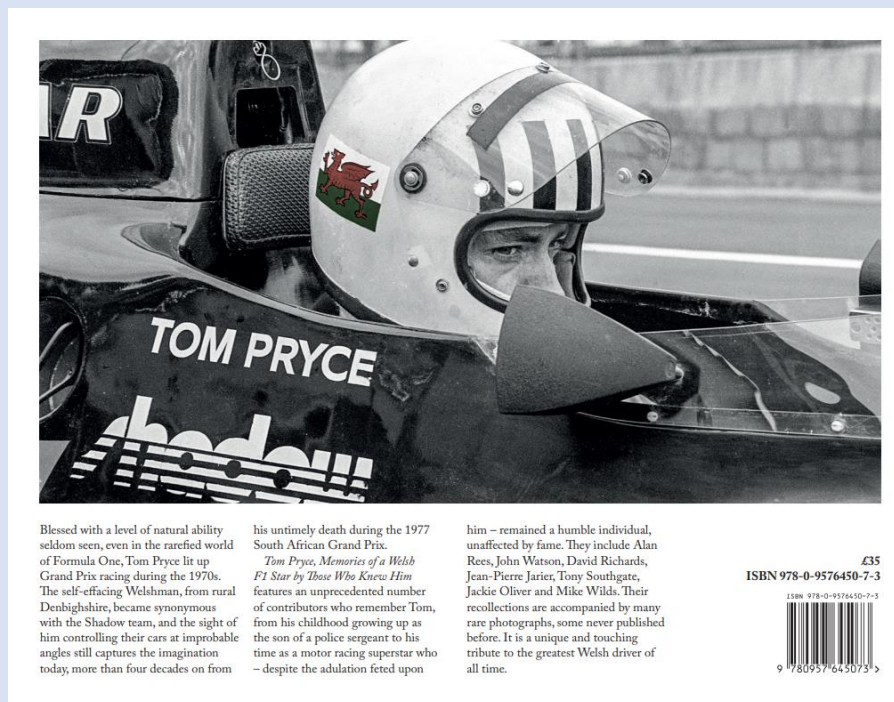 AR
TOM PRYCE
shadow
Blessed with a level of natural ability
seldom seen, even in the rarefied world
of Formula One, Tom Pryce lit up
Grand Prix racing during the 1970s.
The self-effacing Welshman, from rural
Denbighshire, became synonymous
with the Shadow team, and the sight of
him controlling their cars at improbable
angles still captures the imagination
today, more than four decades on from
his untimely death during the 1977
South African Grand Prix.
Tom Pryce, Memories of a Welsh
F1 Star by Those Who Knew Him
features an unprecedented number
of contributors who remember Tom,
from his childhood growing up as
the son of a police sergeant to his
time as a motor racing superstar who
– despite the adulation feted upon
him – remained a humble individual,
unaffected by fame. They include Alan
Rees, John Watson, David Richards,
Jean-Pierre Jarier, Tony Southgate,
Jackie Oliver and Mike Wilds. Their
recollections are accompanied by many
rare photographs, some never published
before. It is a unique and touching
tribute to the greatest Welsh driver of
all time.
£35
ISBN 978-0-9576450-7-3
ISBN 978-0-9576450-7-3
9 780957 645073 >